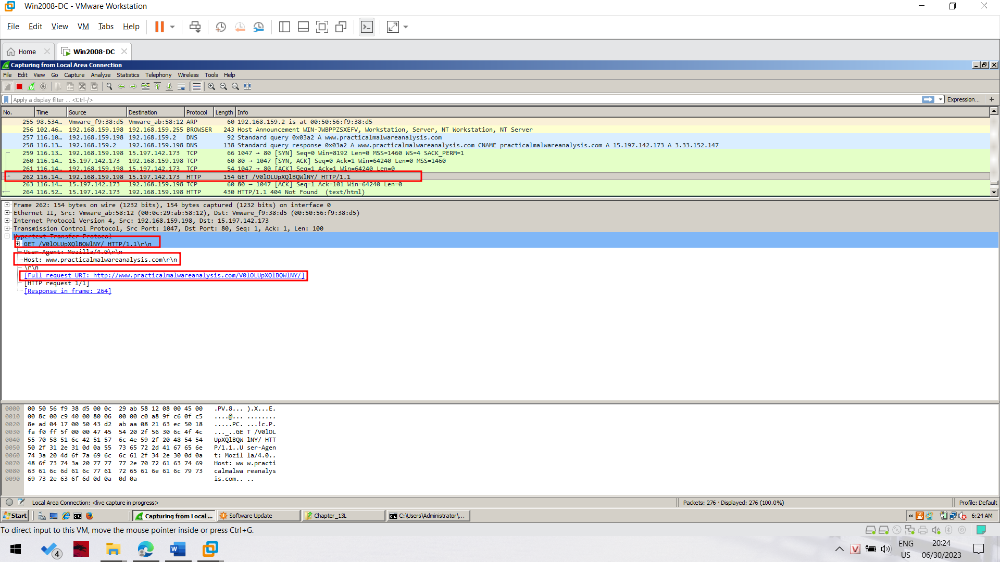 Win2008-DC - VMware Workstation
File Edit View VM Tabs Help
Home Win2008-DC
Capturing from Local Area Connection
File Edit View Go Capture Analyze Statistics Telephony Wireless Tools Help
Apply a display filter ... <Ctrl-/> Expression... +
No. Time Source Destination Protocol Length Info
255 98.534... Vmware_f9:38:d5 Vmware_ab:58:12 ARP 60 192.168.159.2 is at 00:50:56:f9:38:d5
256 102.46... 192.168.159.198 192.168.159.255 BROWSER 243 Host Announcement WIN-JWBPPZSXEFV, Workstation, Server, NT Workstation, NT Server
257 116.10... 192.168.159.198 192.168.159.2 DNS 92 Standard query 0x03a2 A www.practicalmalwareanalysis.com
258 116.13... 192.168.159.2 192.168.159.198 DNS 138 Standard query response 0x03a2 A www.practicalmalwareanalysis.com CNAME practicalmalwareanalysis.com A 15.197.142.173 A 3.33.152.147
259 116.13... 192.168.159.198 15.197.142.173 TCP 66 1047 → 80 [SYN] Seq=0 Win=8192 Len=0 MSS=1460 WS=4 SACK_PERM=1
260 116.14... 15.197.142.173 192.168.159.198 TCP 60 80 → 1047 [SYN, ACK] Seq=0 Ack=1 Win=64240 Len=0 MSS=1460
261 116.14... 192.168.159.198 15.197.142.173 TCP 54 1047 → 80 [ACK] Seq=1 Ack=1 Win=64240 Len=0
262 116.14... 192.168.159.198 15.197.142.173 HTTP 154 GET /V0lOLUpXQlBQWlNY/ HTTP/1.1
263 116.14... 15.197.142.173 192.168.159.198 TCP 60 80 → 1047 [ACK] Seq=1 Ack=101 Win=64240 Len=0
264 116.52... 15.197.142.173 192.168.159.198 HTTP 430 HTTP/1.1 404 Not Found (text/html)
Frame 262: 154 bytes on wire (1232 bits), 154 bytes captured (1232 bits) on interface 0
Ethernet II, Src: Vmware_ab:58:12 (00:0c:29:ab:58:12), Dst: Vmware_f9:38:d5 (00:50:56:f9:38:d5)
Internet Protocol Version 4, Src: 192.168.159.198, Dst: 15.197.142.173
Transmission Control Protocol, Src Port: 1047, Dst Port: 80, Seq: 1, Ack: 1, Len: 100
Hypertext Transfer Protocol
GET /V0lOLUpXQlBQWlNY/ HTTP/1.1\r\n
User-Agent: Mozilla/4.0\r\n
Host: www.practicalmalwareanalysis.com\r\n
\r\n
[Full request URI: http://www.practicalmalwareanalysis.com/V0lOLUpXQlBQWlNY/]
[HTTP request 1/1]
[Response in frame: 264]
0000 00 50 56 f9 38 d5 00 0c 29 ab 58 12 08 00 45 00 .PV.8... ).X...E.
0010 00 8c 00 c9 40 00 80 06 00 00 c0 a8 9f c6 0f c5 ....@... ........
0020 8e ad 04 17 00 50 43 d2 ab aa 08 21 63 ec 50 18 .....PC. ...!c.P.
0030 fa f0 ff 5f 00 00 47 45 54 20 2f 56 30 6c 4f 4c ..._..GE T /V0lOL
0040 55 70 58 51 6c 42 51 57 6c 4e 59 2f 20 48 54 54 UpXQlBQW lNY/ HTT
0050 50 2f 31 2e 31 0d 0a 55 73 65 72 2d 41 67 65 6e P/1.1..U ser-Agen
0060 74 3a 20 4d 6f 7a 69 6c 6c 61 2f 34 2e 30 0d 0a t: Mozil la/4.0..
0070 48 6f 73 74 3a 20 77 77 77 2e 70 72 61 63 74 69 Host: ww w.practi
0080 63 61 6c 6d 61 6c 77 61 72 65 61 6e 61 6c 79 73 calmalwa reanalys
0090 69 73 2e 63 6f 6d 0d 0a 0d 0a is.com.. ..
Local Area Connection: <live capture in progress> Packets: 276 · Displayed: 276 (100.0%) Profile: Default
Start Capturing from Local ... Software Update Chapter_13L C:\Users\Administrator\... « 6:24 AM
To direct input to this VM, move the mouse pointer inside or press Ctrl+G.
4 ENG 20:24
US 06/30/2023